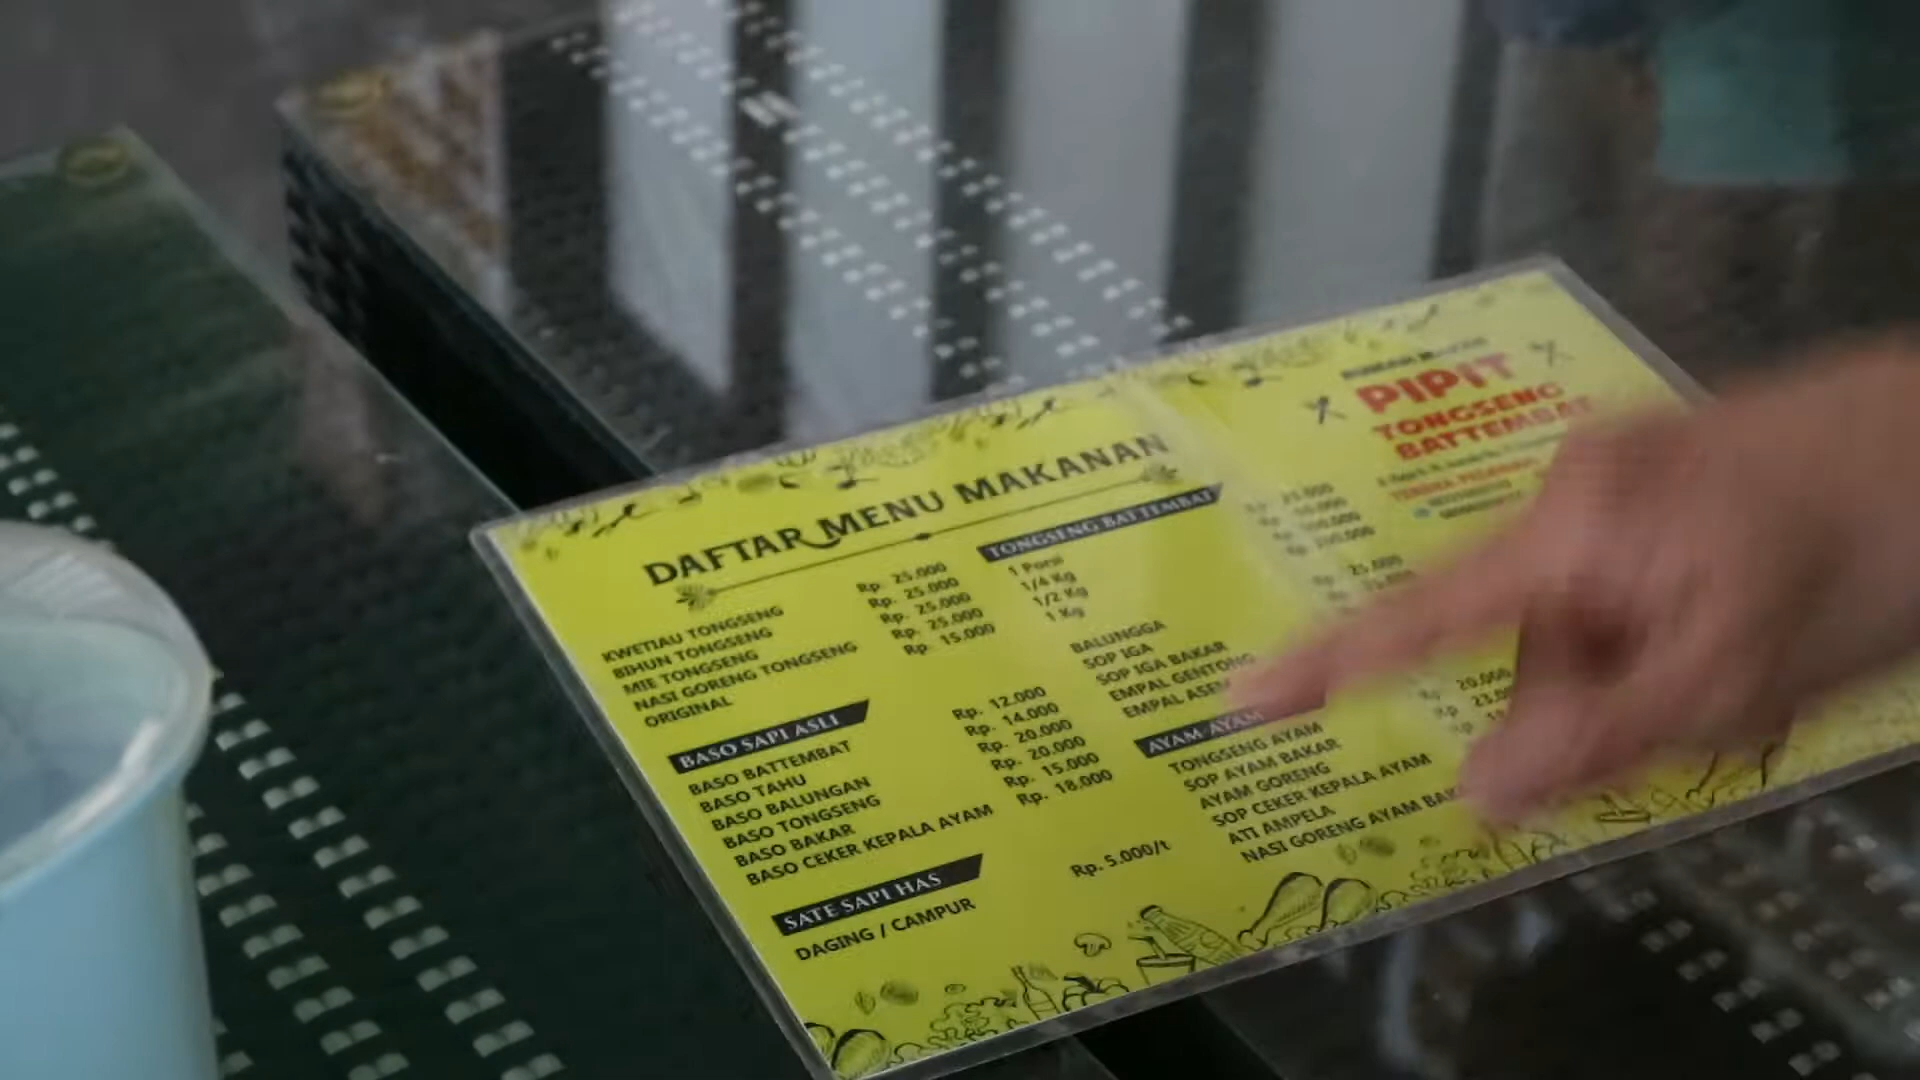 DAFTAR MENU MAKANAN
KWETIAU TONGSENG Rp. 25.000
BIHUN TONGSENG Rp. 25.000
MIE TONGSENG Rp. 25.000
NASI GORENG TONGSENG Rp. 25.000
ORIGINAL Rp. 15.000
BASO SAPI ASLI
BASO BATTEMBAT Rp. 12.000
BASO TAHU Rp. 14.000
BASO BALUNGAN Rp. 20.000
BASO TONGSENG Rp. 20.000
BASO BAKAR Rp. 15.000
BASO CEKER KEPALA AYAM Rp. 18.000
SATE SAPI HAS
DAGING / CAMPUR Rp. 5.000/t
TONGSENG BATTEMBAT
1 Porsi
1/4 Kg
1/2 Kg
1 Kg
BALUNGGA
SOP IGA
SOP IGA BAKAR
EMPAL GENTONG
EMPAL ASEM
AYAM AYAM
TONGSENG AYAM
SOP AYAM BAKAR
AYAM GORENG
SOP CEKER KEPALA AYAM
ATI AMPELA
NASI GORENG AYAM
PIPIT
TONGSENG
BATTEMBAT